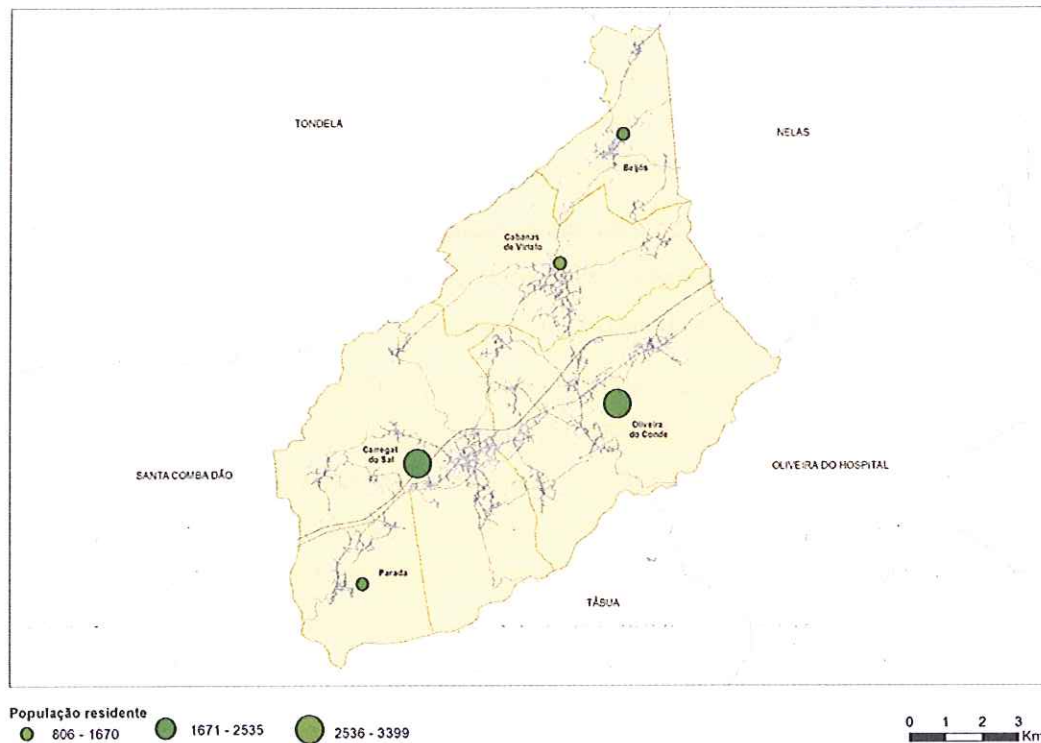 TONDELA
NELAS
Beijós
Cabanas
de Viriato
Oliveira
do Conde
Carregal
do Sal
SANTA COMBA DÃO
OLIVEIRA DO HOSPITAL
Parada
TÁBUA
População residente
806 - 1670
1671 - 2535
2536 - 3399
0 1 2 3
Km